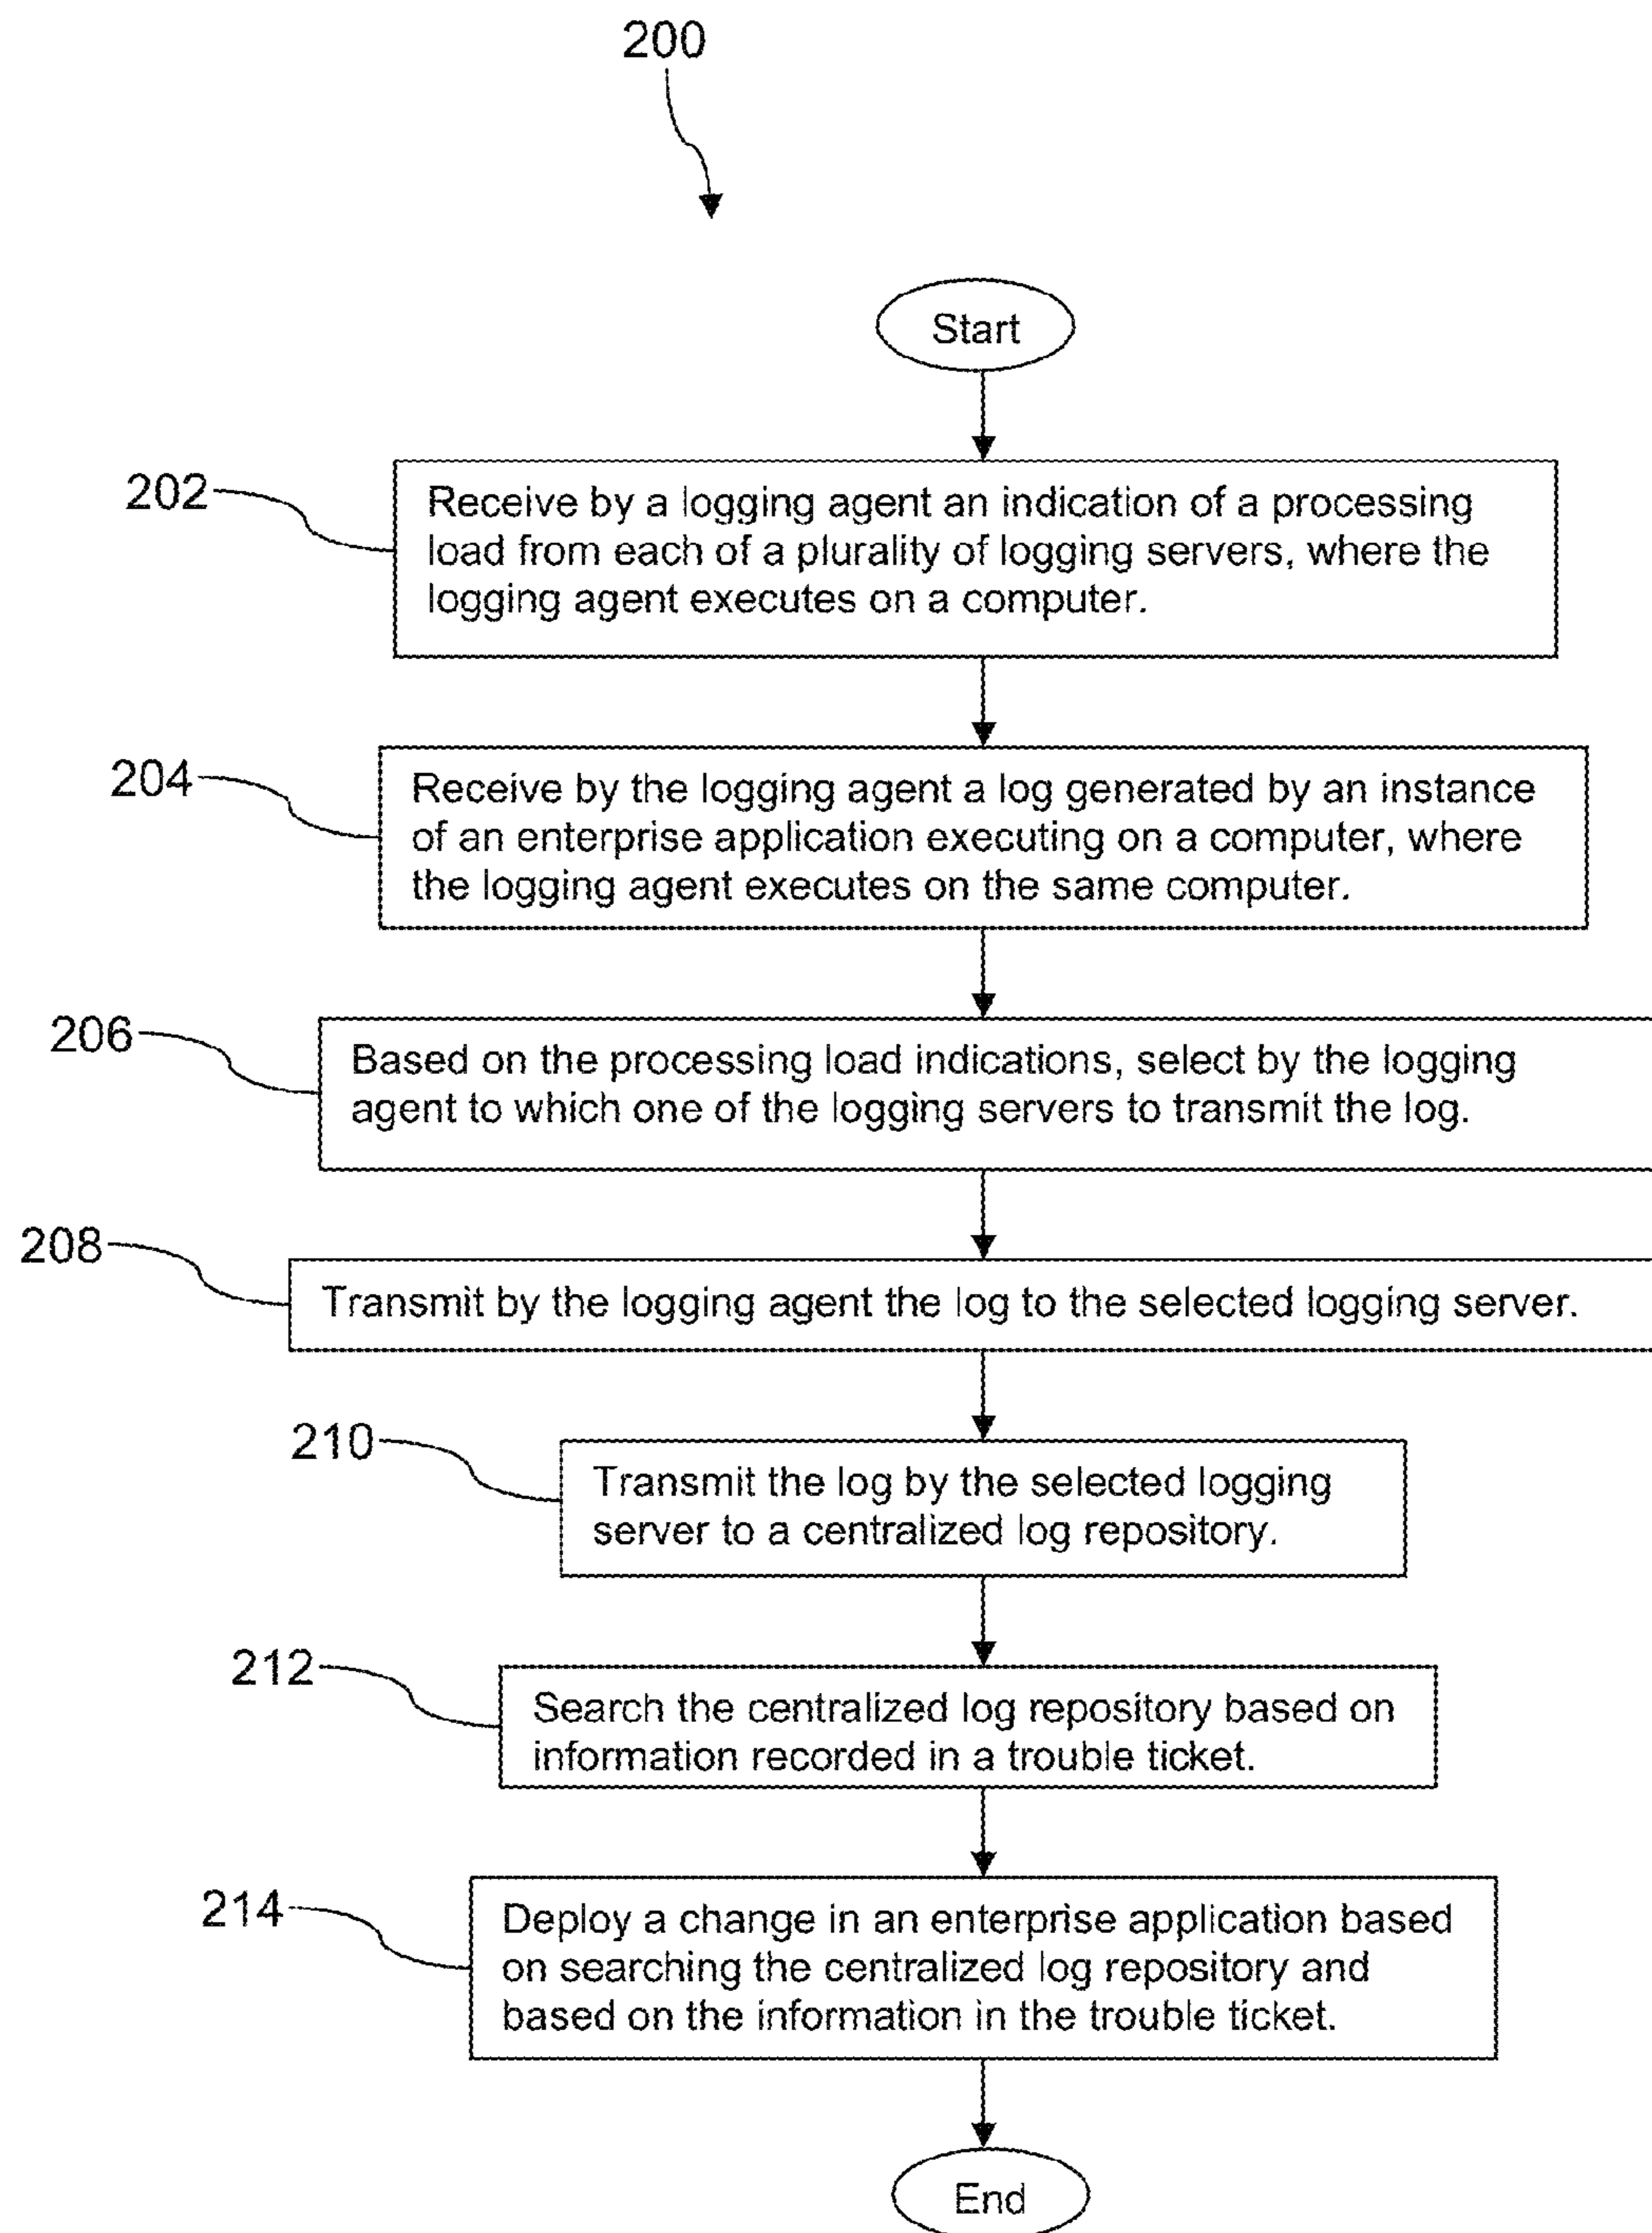 200
Start
202
Receive by a logging agent an indication of a processing
load from each of a plurality of logging servers, where the
logging agent executes on a computer.
204
Receive by the logging agent a log generated by an instance
of an enterprise application executing on a computer, where
the logging agent executes on the same computer.
206
Based on the processing load indications, select by the logging
agent to which one of the logging servers to transmit the log.
208
Transmit by the logging agent the log to the selected logging server.
210
Transmit the log by the selected logging
server to a centralized log repository.
212
Search the centralized log repository based on
information recorded in a trouble ticket.
214
Deploy a change in an enterprise application based
on searching the centralized log repository and
based on the information in the trouble ticket.
End